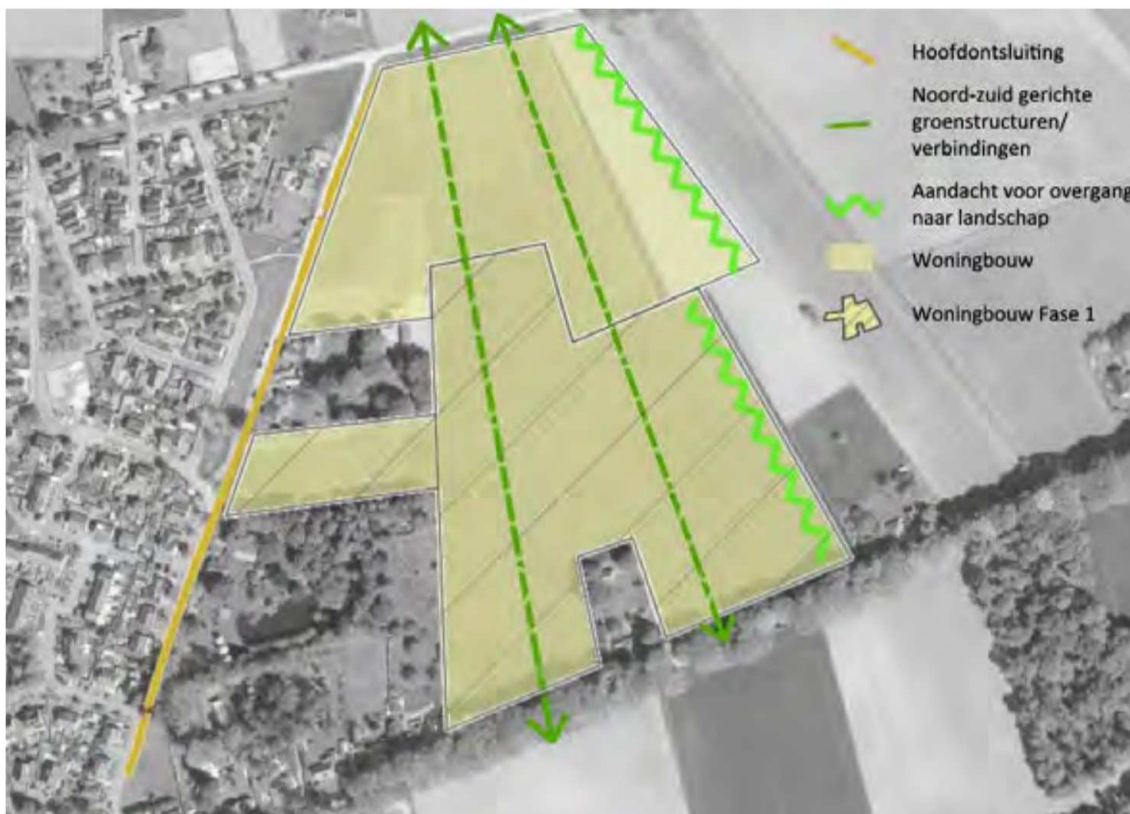 Hoofdontsluiting
Noord-zuid gerichte
groenstructuren/
verbindingen
Aandacht voor overgang
naar landschap
Woningbouw
Woningbouw Fase 1